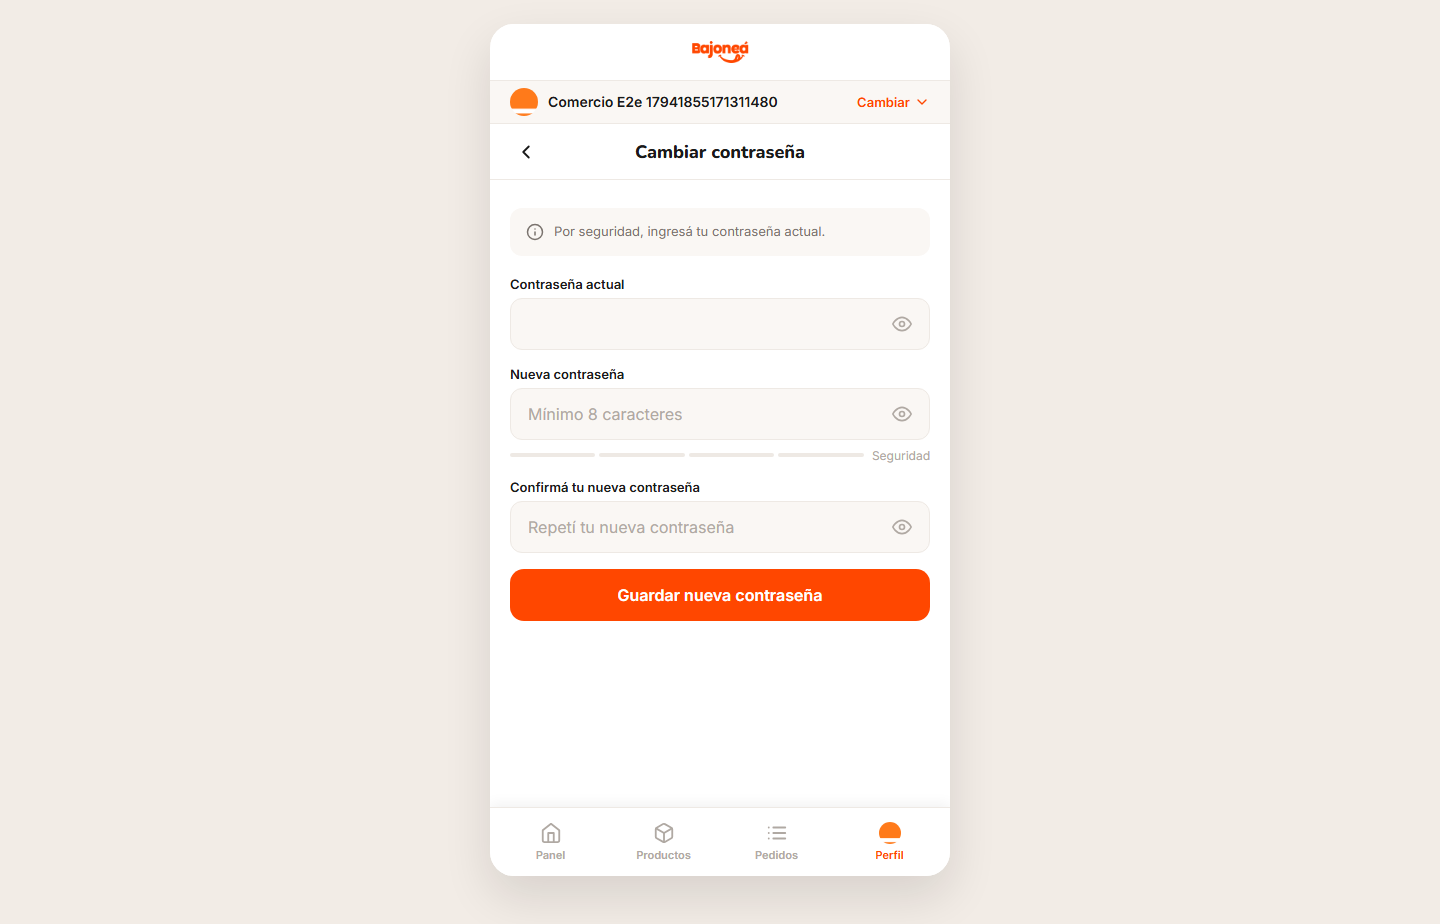 Bajoneá
Comercio E2e 17941855171311480
Cambiar
Cambiar contraseña
Por seguridad, ingresá tu contraseña actual.
Contraseña actual
Nueva contraseña
Mínimo 8 caracteres
Seguridad
Confirmá tu nueva contraseña
Repetí tu nueva contraseña
Guardar nueva contraseña
Panel
Productos
Pedidos
Perfil